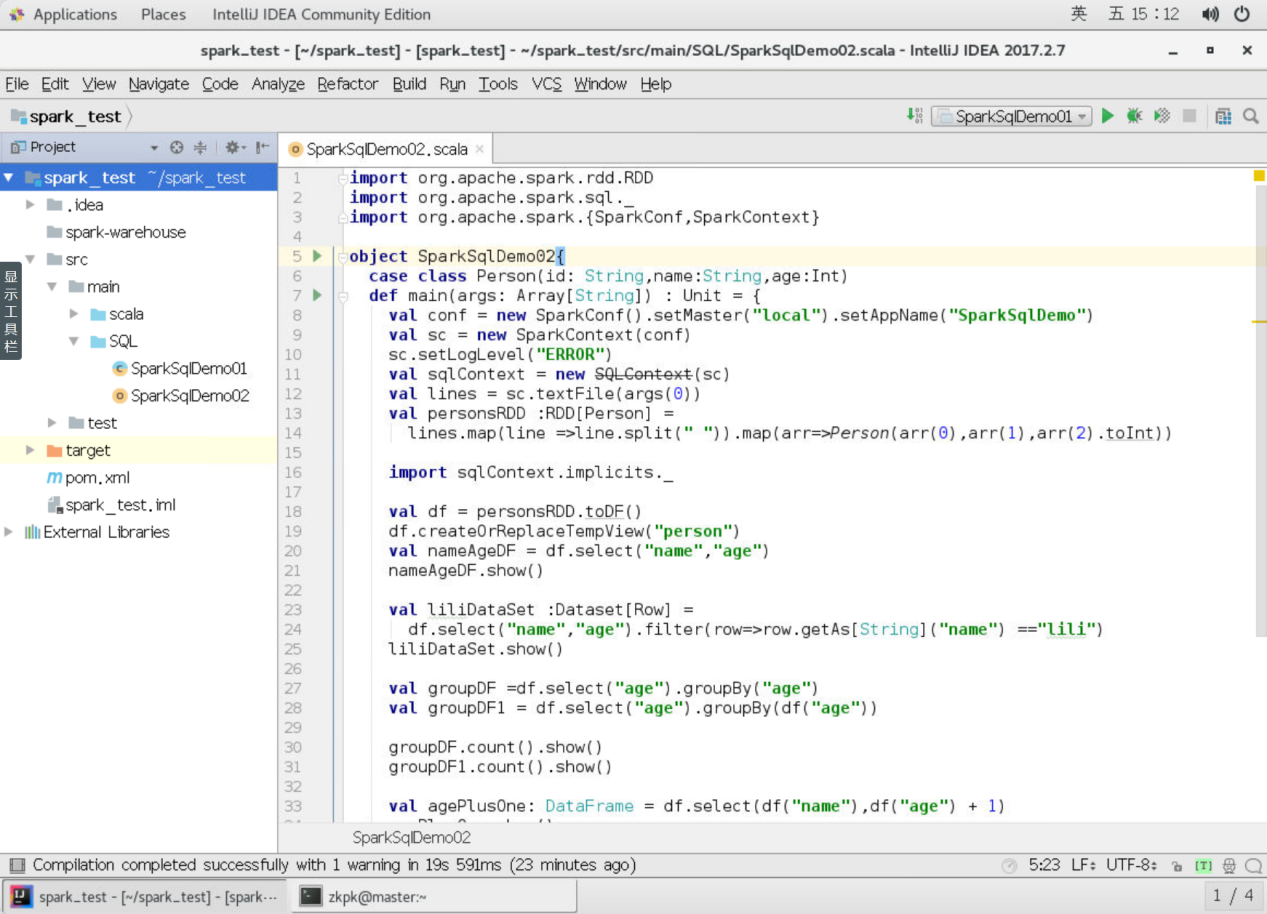 Applications Places IntelliJ IDEA Community Edition 英 五 15:12
spark_test - [~/spark_test] - [spark_test] - ~/spark_test/src/main/SQL/SparkSqlDemo02.scala - IntelliJ IDEA 2017.2.7
File Edit View Navigate Code Analyze Refactor Build Run Tools VCS Window Help
spark_test SparkSqlDemo01
Project
spark_test ~/spark_test
.idea
spark-warehouse
src
main
scala
SQL
SparkSqlDemo01
SparkSqlDemo02
test
target
pom.xml
spark_test.iml
External Libraries
显示工具栏
SparkSqlDemo02.scala
1 import org.apache.spark.rdd.RDD
2 import org.apache.spark.sql._
3 import org.apache.spark.{SparkConf,SparkContext}
4
5 object SparkSqlDemo02{
6 case class Person(id: String,name:String,age:Int)
7 def main(args: Array[String]) : Unit = {
8 val conf = new SparkConf().setMaster("local").setAppName("SparkSqlDemo")
9 val sc = new SparkContext(conf)
10 sc.setLogLevel("ERROR")
11 val sqlContext = new SQLContext(sc)
12 val lines = sc.textFile(args(0))
13 val personsRDD :RDD[Person] =
14 lines.map(line =>line.split(" ")).map(arr=>Person(arr(0),arr(1),arr(2).toInt))
15
16 import sqlContext.implicits._
17
18 val df = personsRDD.toDF()
19 df.createOrReplaceTempView("person")
20 val nameAgeDF = df.select("name","age")
21 nameAgeDF.show()
22
23 val liliDataSet :Dataset[Row] =
24 df.select("name","age").filter(row=>row.getAs[String]("name") =="lili")
25 liliDataSet.show()
26
27 val groupDF =df.select("age").groupBy("age")
28 val groupDF1 = df.select("age").groupBy(df("age"))
29
30 groupDF.count().show()
31 groupDF1.count().show()
32
33 val agePlusOne: DataFrame = df.select(df("name"),df("age") + 1)
SparkSqlDemo02
Compilation completed successfully with 1 warning in 19s 591ms (23 minutes ago) 5:23 LF UTF-8 [T]
spark_test - [~/spark_test] - [spark··· zkpk@master:~ 1 / 4